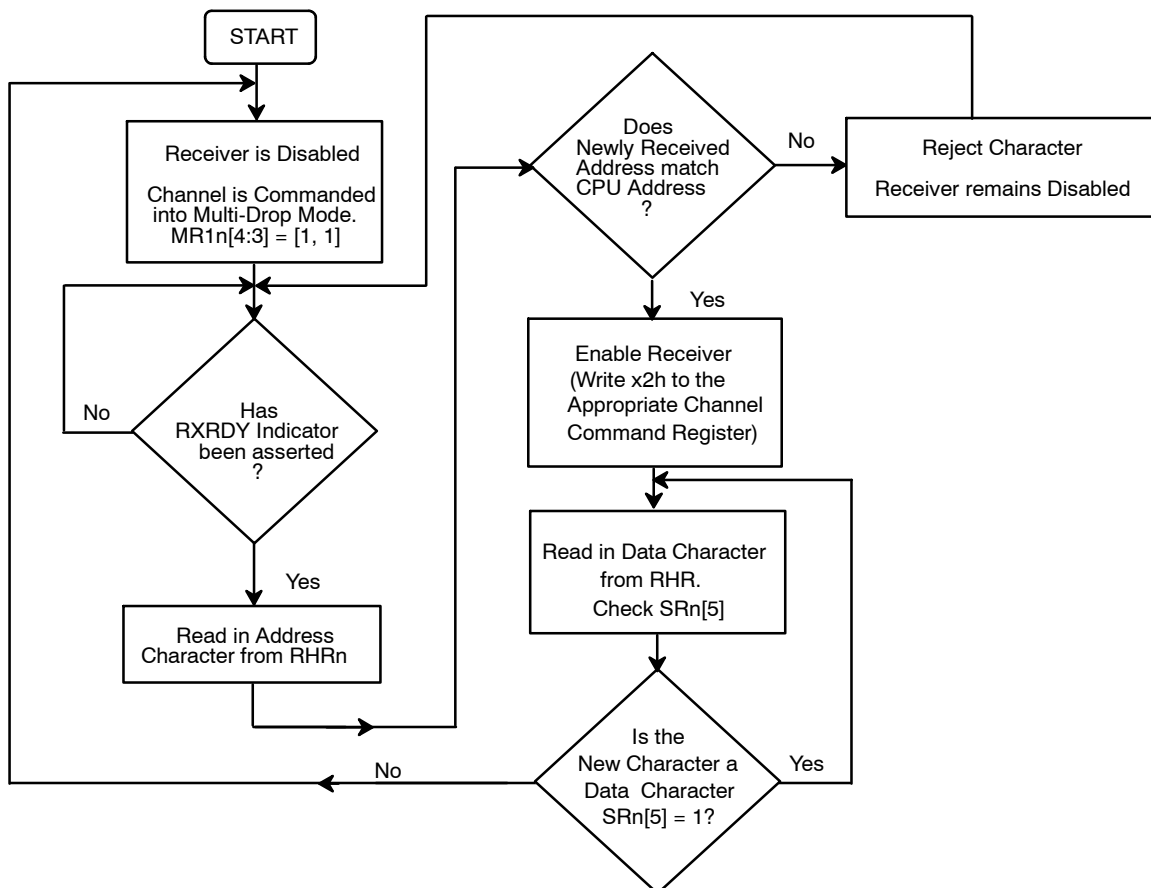 START
Receiver is Disabled
Channel is Commanded
into Multi-Drop Mode.
MR1n[4:3] = [1, 1]
No
Has
RXRDY Indicator
been asserted
?
Yes
Read in Address
Character from RHRn
Does
Newly Received
Address match
CPU Address
?
No
Reject Character
Receiver remains Disabled
Yes
Enable Receiver
(Write x2h to the
Appropriate Channel
Command Register)
Read in Data Character
from RHR.
Check SRn[5]
Is the
New Character a
Data Character
SRn[5] = 1?
Yes
No